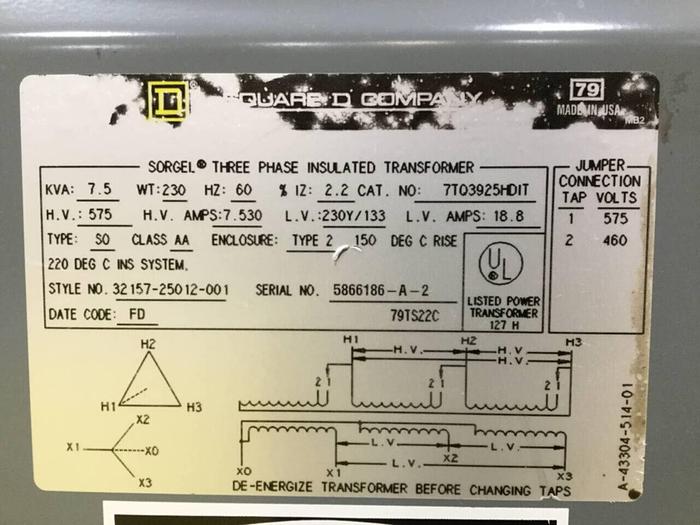 D
SQUARE D COMPANY
79
MADE IN USA
MB2
SORGEL® THREE PHASE INSULATED TRANSFORMER
KVA: 7.5 WT:230 HZ: 60 % IZ: 2.2 CAT. NO: 7TQ3925HDIT
H.V.: 575 H.V. AMPS:7.530 L.V.:230Y/133 L.V. AMPS: 18.8
TYPE: SO CLASS AA ENCLOSURE: TYPE 2 150 DEG C RISE
220 DEG C INS SYSTEM.
STYLE NO. 32157-25012-001 SERIAL NO. 5866186-A-2
DATE CODE: FD 79TS22C
UL
LISTED POWER
TRANSFORMER
127 H
JUMPER
CONNECTION
TAP VOLTS
1 575
2 460
H2
H1 H3
X2
X1 X0
X3
H1 H2 H3
H.V. H.V
H.V.
2 1 2 1 2 1
L.V. L.V.
X2
L.V.
X0 X1 X3
DE-ENERGIZE TRANSFORMER BEFORE CHANGING TAPS
A-43304-514-01